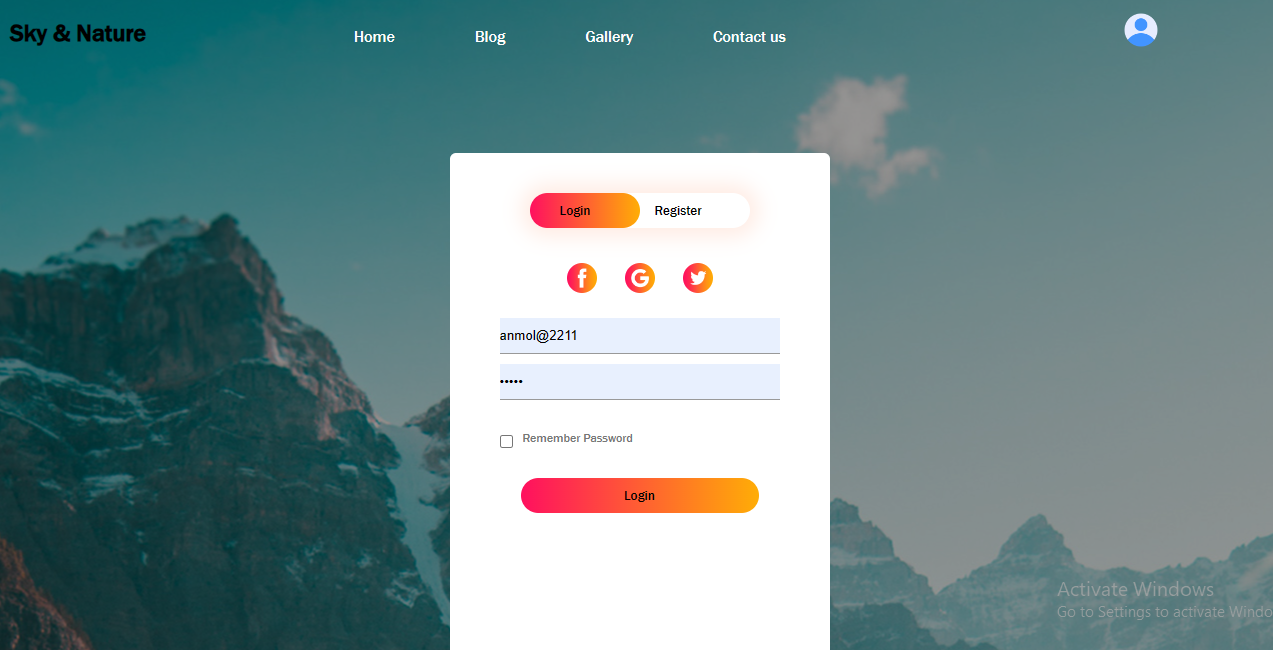 Sky & Nature
Home
Blog
Gallery
Contact us
Login
Register
anmol@2211
•••••
Remember Password
Login
Activate Windows
Go to Settings to activate Windo